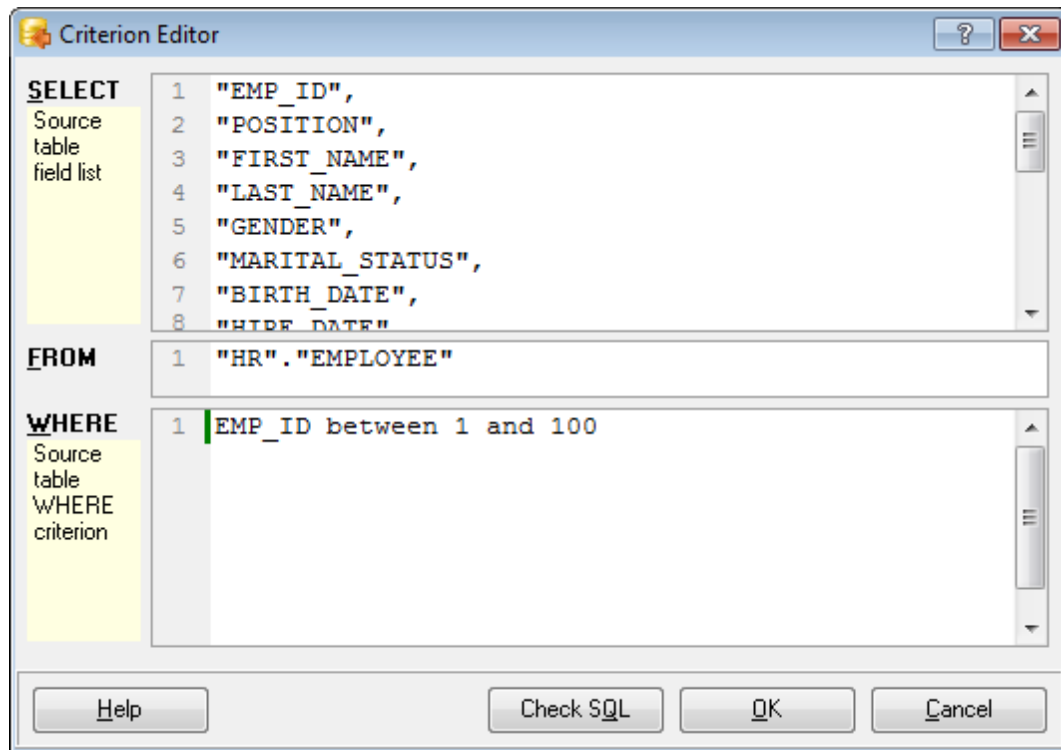 Criterion Editor
SELECT
Source
table
field list
1 "EMP_ID",
2 "POSITION",
3 "FIRST_NAME",
4 "LAST_NAME",
5 "GENDER",
6 "MARITAL_STATUS",
7 "BIRTH_DATE",
8 "HIRE_DATE"
FROM
1 "HR"."EMPLOYEE"
WHERE
Source
table
WHERE
criterion
1 EMP_ID between 1 and 100
Help
Check SQL
OK
Cancel